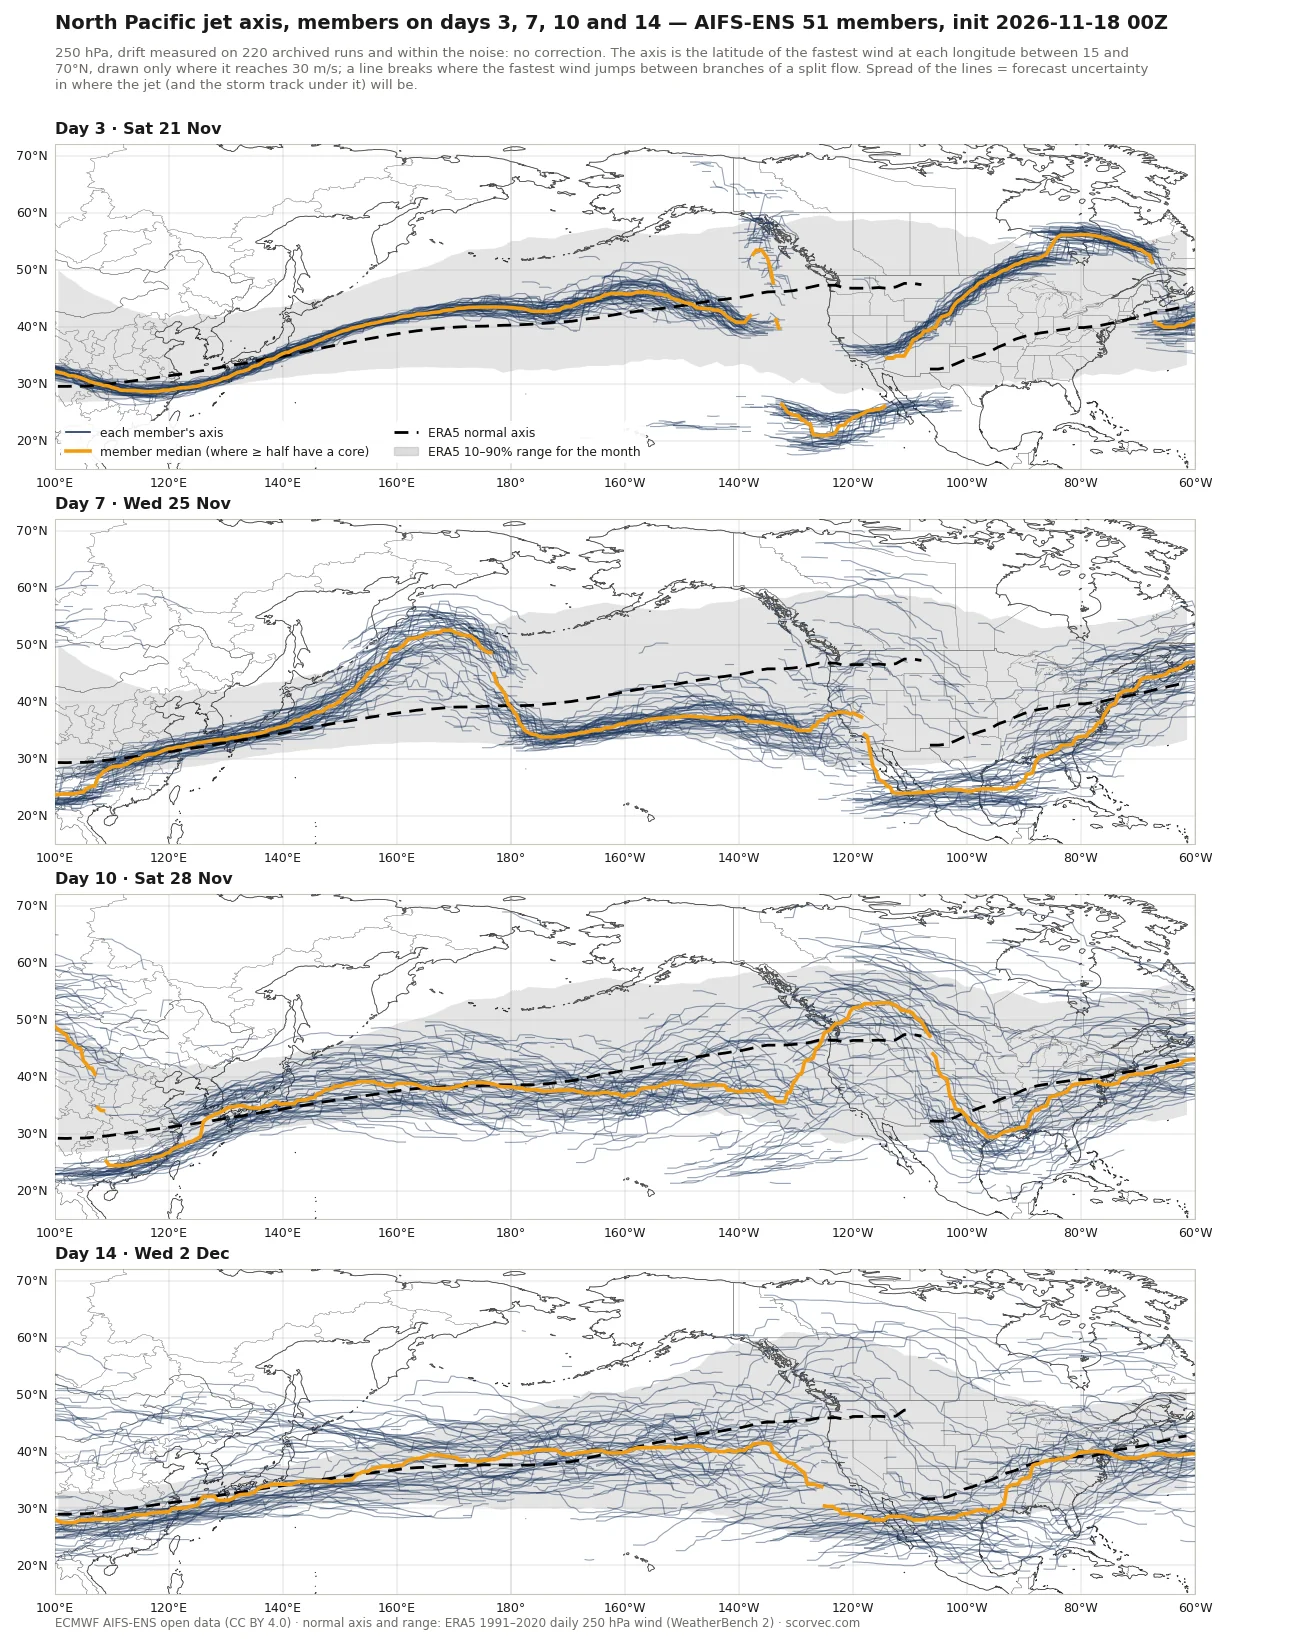 North Pacific jet axis, members on days 3, 7, 10 and 14 — AIFS-ENS 51 members, init 2026-11-18 00Z
250 hPa, drift measured on 220 archived runs and within the noise: no correction. The axis is the latitude of the fastest wind at each longitude between 15 and
70°N, drawn only where it reaches 30 m/s; a line breaks where the fastest wind jumps between branches of a split flow. Spread of the lines = forecast uncertainty
in where the jet (and the storm track under it) will be.
Day 3 · Sat 21 Nov
70°N
60°N
50°N
40°N
30°N
20°N
each member's axis
member median (where ≥ half have a core)
ERA5 normal axis
ERA5 10–90% range for the month
100°E 120°E 140°E 160°E 180° 160°W 140°W 120°W 100°W 80°W 60°W
Day 7 · Wed 25 Nov
70°N
60°N
50°N
40°N
30°N
20°N
100°E 120°E 140°E 160°E 180° 160°W 140°W 120°W 100°W 80°W 60°W
Day 10 · Sat 28 Nov
70°N
60°N
50°N
40°N
30°N
20°N
100°E 120°E 140°E 160°E 180° 160°W 140°W 120°W 100°W 80°W 60°W
Day 14 · Wed 2 Dec
70°N
60°N
50°N
40°N
30°N
20°N
100°E 120°E 140°E 160°E 180° 160°W 140°W 120°W 100°W 80°W 60°W
ECMWF AIFS-ENS open data (CC BY 4.0) · normal axis and range: ERA5 1991–2020 daily 250 hPa wind (WeatherBench 2) · scorvec.com